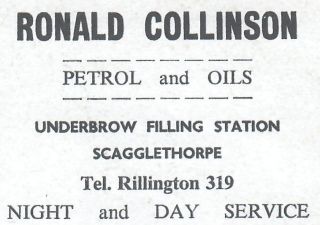 RONALD COLLINSON
PETROL and OILS
UNDERBROW FILLING STATION
SCAGGLETHORPE
Tel. Rillington 319
NIGHT and DAY SERVICE